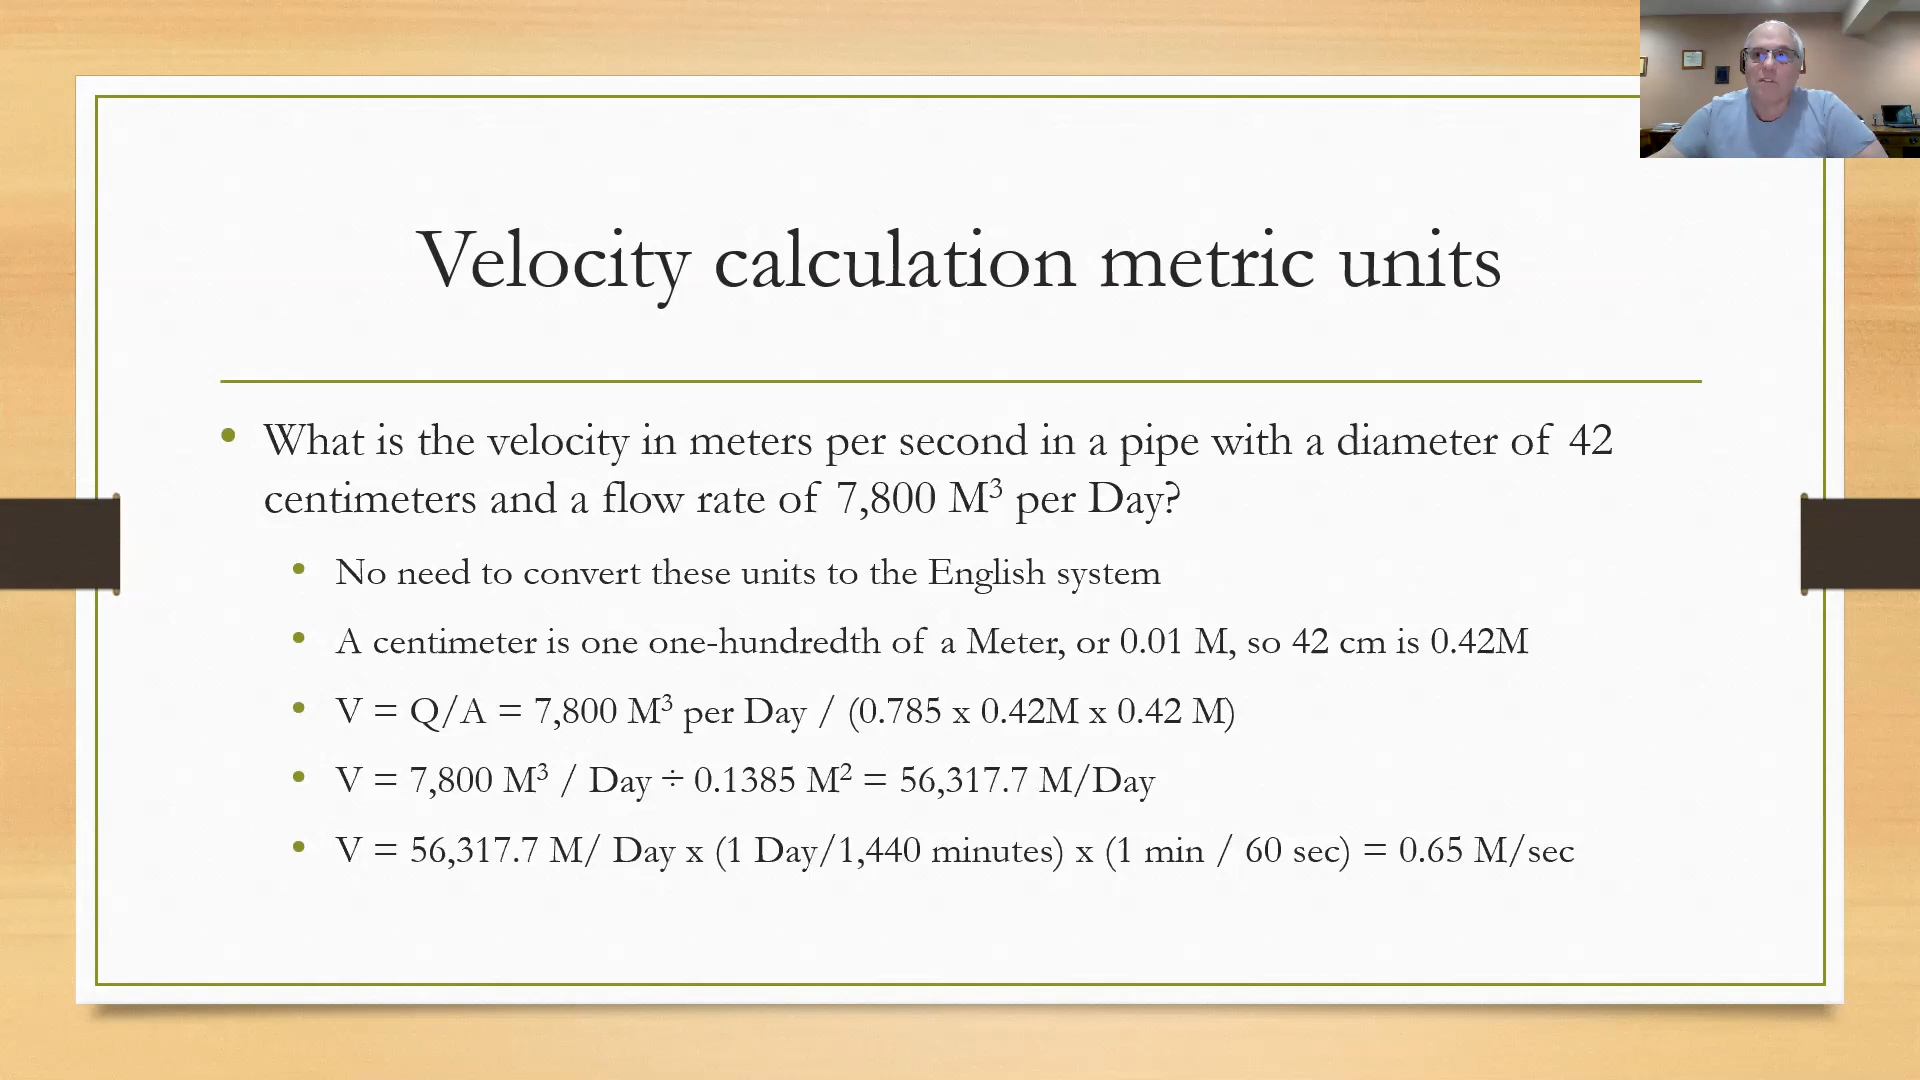 Velocity calculation metric units
What is the velocity in meters per second in a pipe with a diameter of 42
centimeters and a flow rate of 7,800 M³ per Day?
No need to convert these units to the English system
A centimeter is one one-hundredth of a Meter, or 0.01 M, so 42 cm is 0.42M
V = Q/A = 7,800 M³ per Day / (0.785 x 0.42M x 0.42 M)
V = 7,800 M³ / Day ÷ 0.1385 M² = 56,317.7 M/Day
V = 56,317.7 M/ Day x (1 Day/1,440 minutes) x (1 min / 60 sec) = 0.65 M/sec